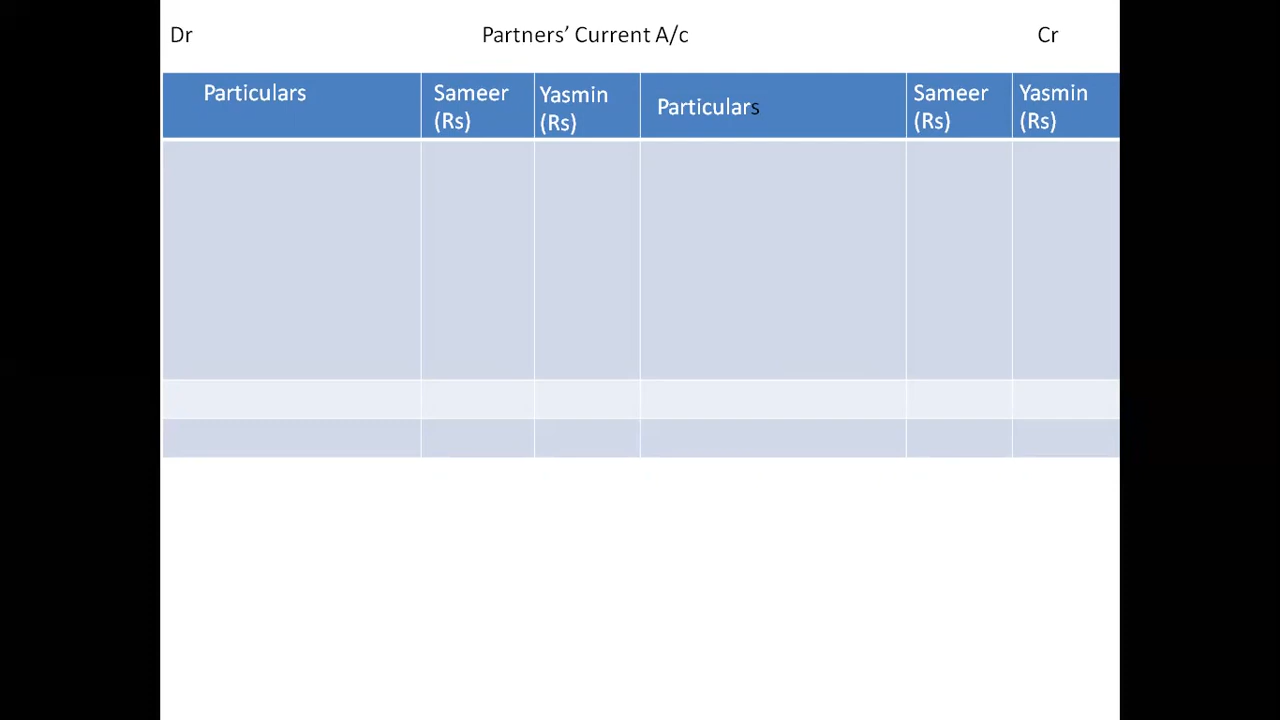 Dr Partners’ Current A/c Cr
Particulars Sameer (Rs) Yasmin (Rs) Particulars Sameer (Rs) Yasmin (Rs)